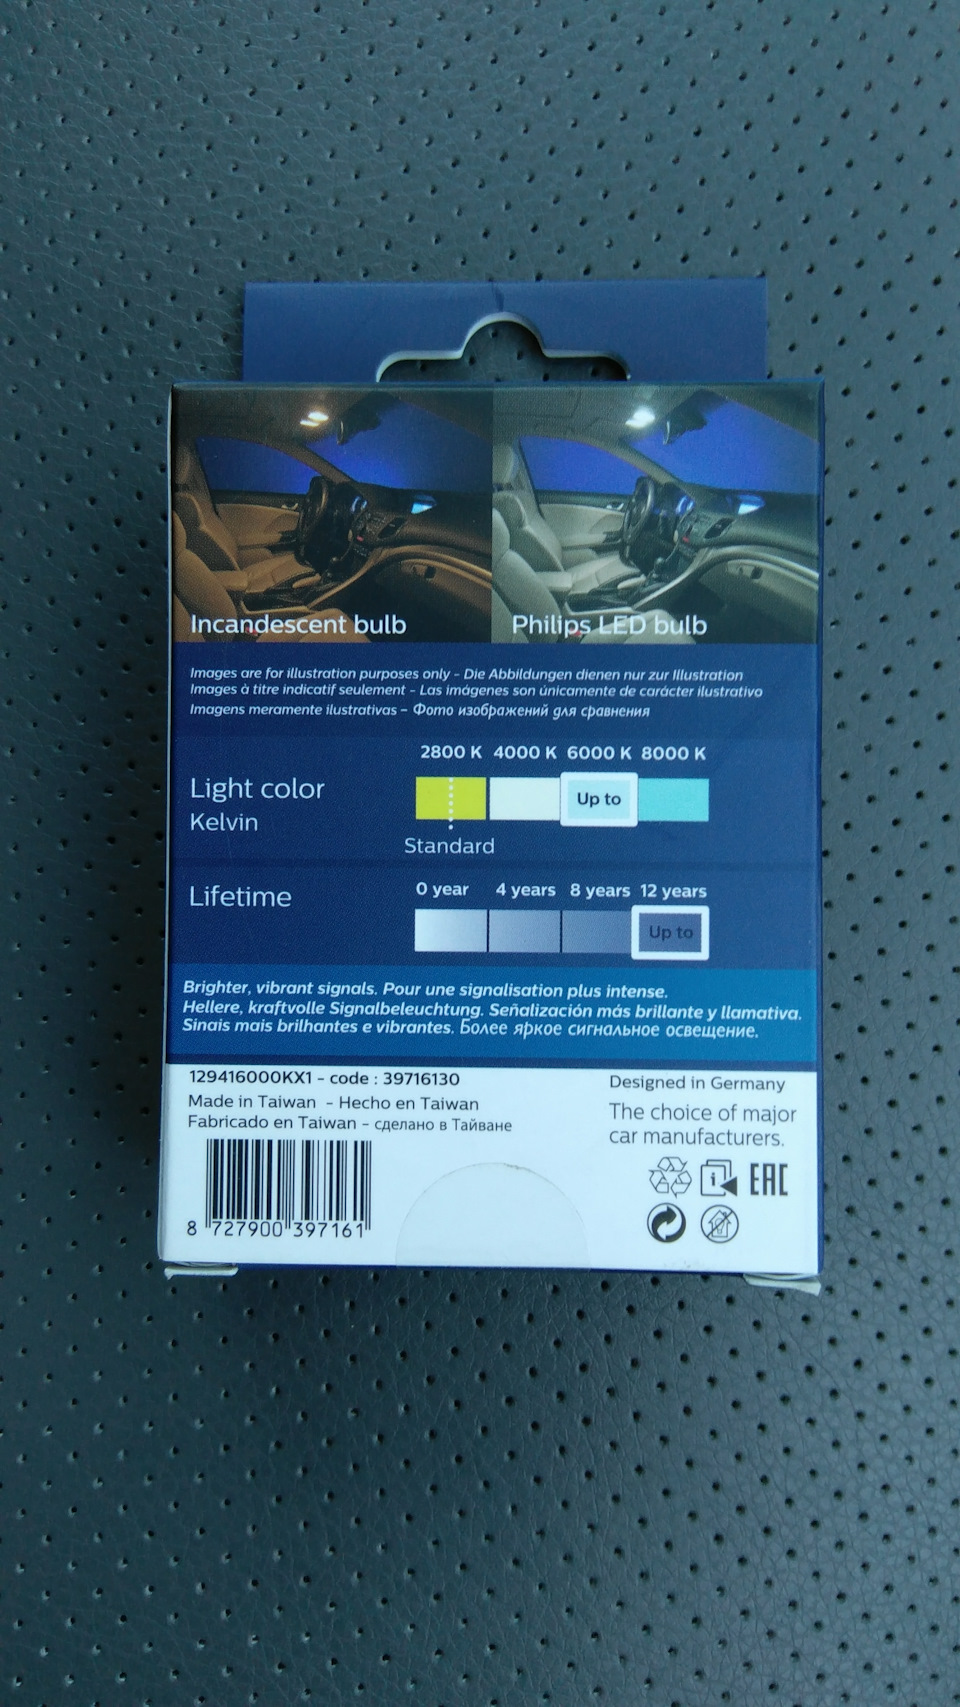 Incandescent bulb
Philips LED bulb
Images are for illustration purposes only - Die Abbildungen dienen nur zur Illustration
Images à titre indicatif seulement - Las imágenes son únicamente de carácter ilustrativo
Imagens meramente ilustrativas – Фото изображений для сравнения
2800 K 4000 K 6000 K 8000 K
Light color
Kelvin
Up to
Standard
0 year 4 years 8 years 12 years
Lifetime
Up to
Brighter, vibrant signals. Pour une signalisation plus intense.
Hellere, kraftvolle Signalbeleuchtung. Señalización más brillante y llamativa.
Sinais mais brilhantes e vibrantes. Более яркое сигнальное освещение.
129416000KX1 - code : 39716130
Made in Taiwan - Hecho en Taiwan
Fabricado en Taiwan - сделано в Тайване
Designed in Germany
The choice of major
car manufacturers.
i
EAC
8 727900 397161